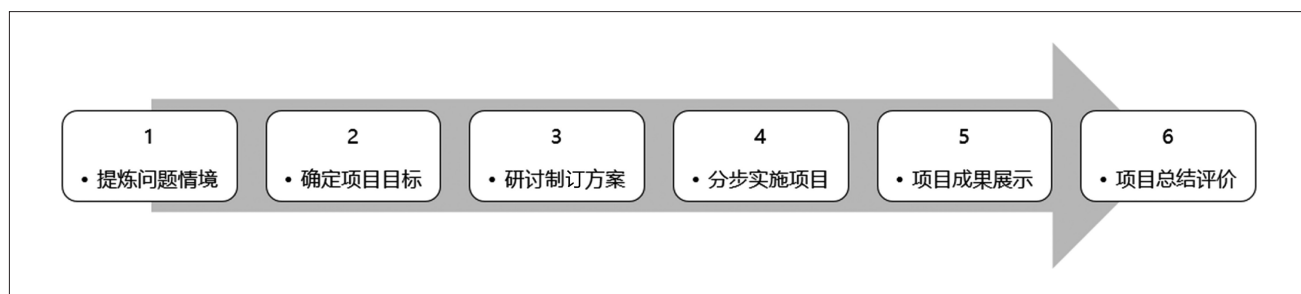 1
• 提炼问题情境
2
• 确定项目目标
3
• 研讨制订方案
4
• 分步实施项目
5
• 项目成果展示
6
• 项目总结评价